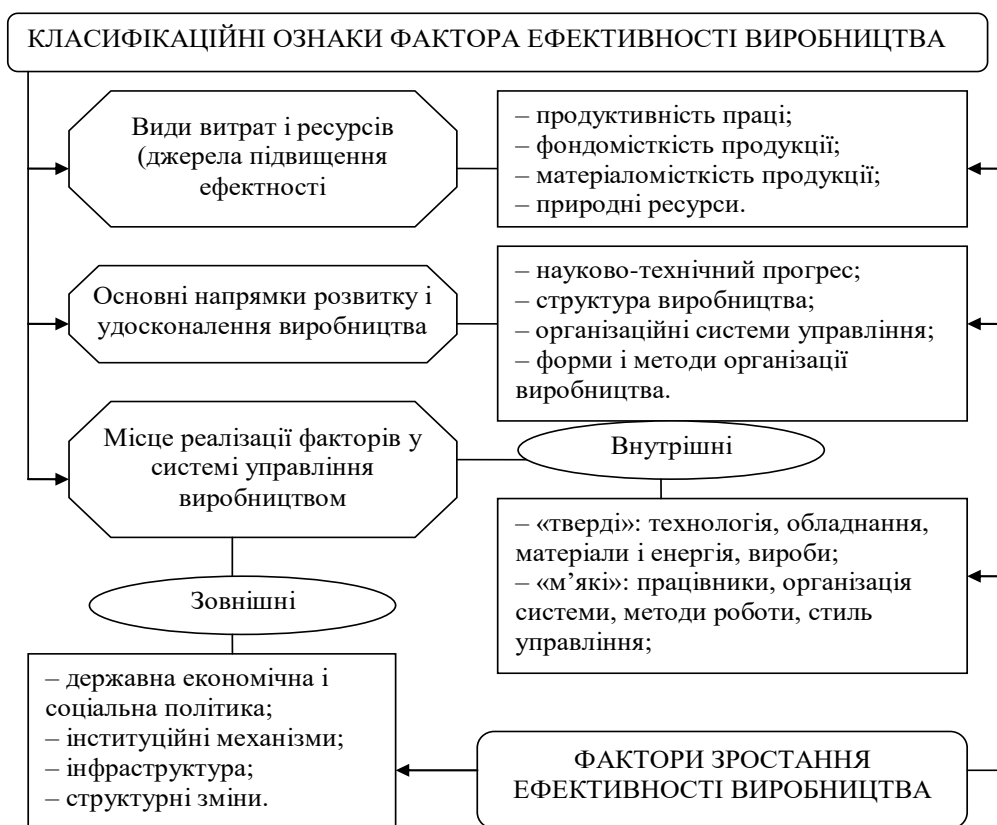 КЛАСИФІКАЦІЙНІ ОЗНАКИ ФАКТОРА ЕФЕКТИВНОСТІ ВИРОБНИЦТВА
Види витрат і ресурсів
(джерела підвищення
ефектності
– продуктивність праці;
– фондомісткість продукції;
– матеріаломісткість продукції;
– природні ресурси.
Основні напрямки розвитку і
удосконалення виробництва
– науково-технічний прогрес;
– структура виробництва;
– організаційні системи управління;
– форми і методи організації
виробництва.
Місце реалізації факторів у
системі управління
виробництвом
Внутрішні
– «тверді»: технологія, обладнання,
матеріали і енергія, вироби;
– «м’які»: працівники, організація
системи, методи роботи, стиль
управління;
Зовнішні
– державна економічна і
соціальна політика;
– інституційні механізми;
– інфраструктура;
– структурні зміни.
ФАКТОРИ ЗРОСТАННЯ
ЕФЕКТИВНОСТІ ВИРОБНИЦТВА